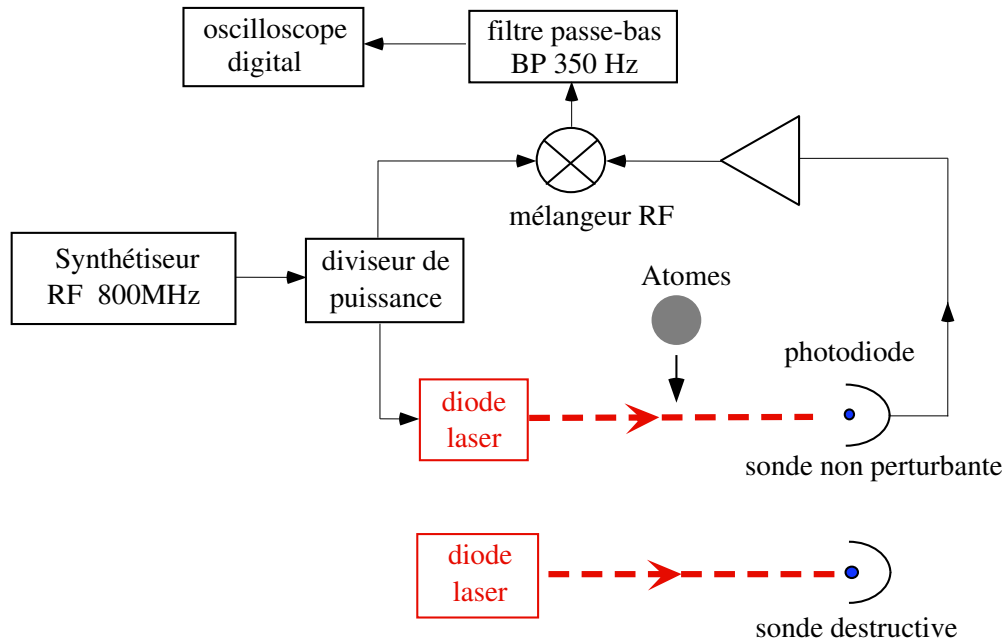 oscilloscope
digital
filtre passe-bas
BP 350 Hz
mélangeur RF
Synthétiseur
RF 800MHz
diviseur de
puissance
Atomes
photodiode
diode
laser
sonde non perturbante
diode
laser
sonde destructive